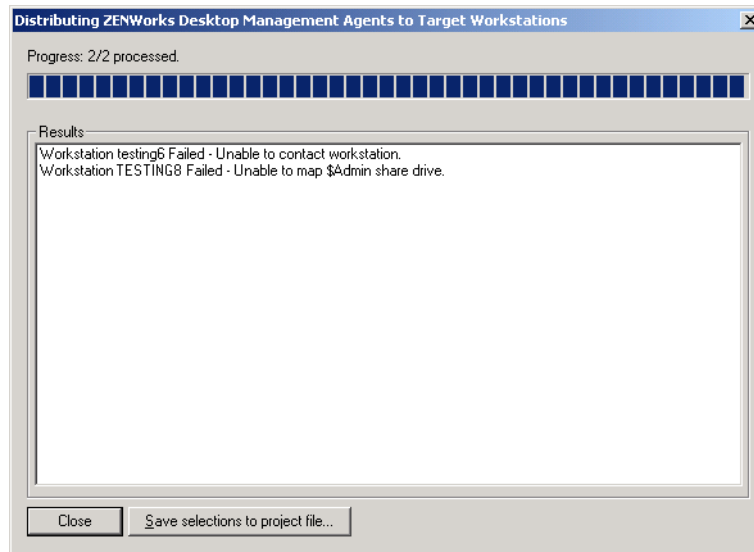 Distributing ZENWorks Desktop Management Agents to Target Workstations
Progress: 2/2 processed.
Results
Workstation testing6 Failed - Unable to contact workstation.
Workstation TESTING8 Failed - Unable to map $Admin share drive.
Close
Save selections to project file...